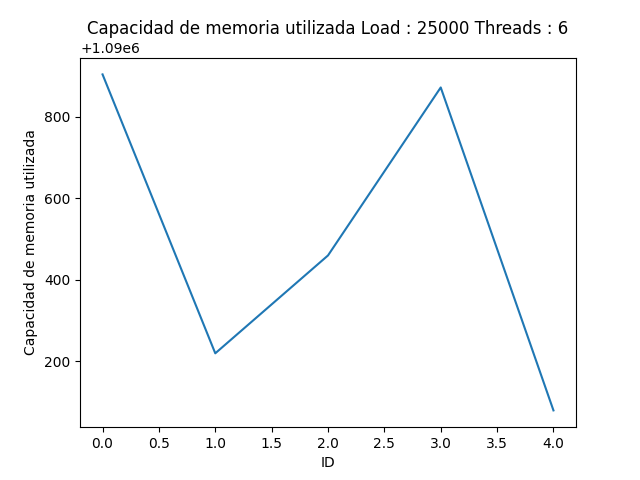 Capacidad de memoria utilizada Load : 25000 Threads : 6
+1.09e6
Capacidad de memoria utilizada
800
600
400
200
0.0 0.5 1.0 1.5 2.0 2.5 3.0 3.5 4.0
ID